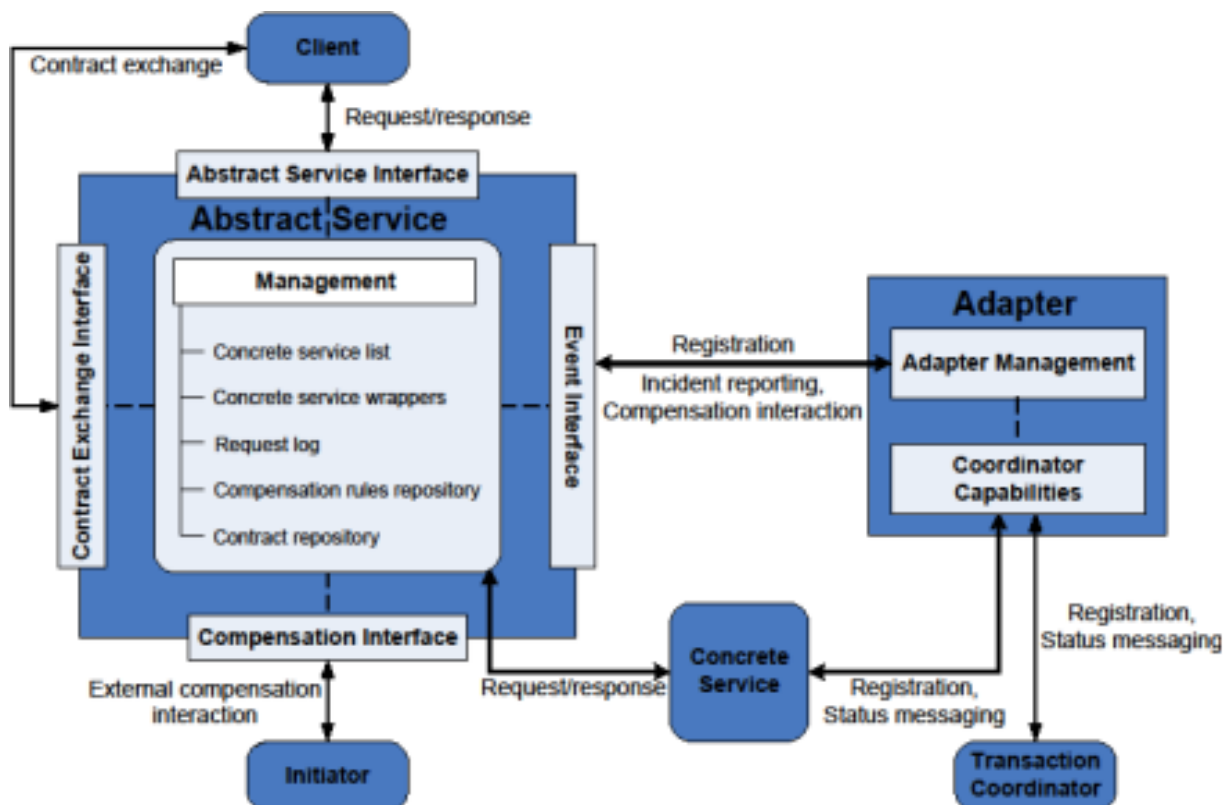 Client
Contract exchange
Request/response
Abstract Service Interface
Abstract Service
Contract Exchange Interface
Management
Concrete service list
Concrete service wrappers
Request log
Compensation rules repository
Contract repository
Event Interface
Registration
Incident reporting,
Compensation interaction
Adapter
Adapter Management
Coordinator
Capabilities
Compensation Interface
External compensation
interaction
Initiator
Request/response
Concrete
Service
Registration,
Status messaging
Registration,
Status messaging
Transaction
Coordinator